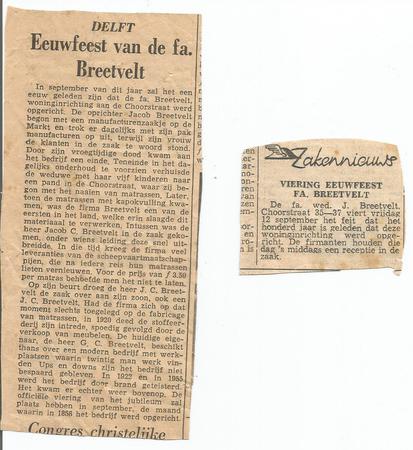 DELFT
Eeuwfeest van de fa.
Breetvelt
In september van dit jaar zal het een
eeuw geleden zijn dat de fa. Breetvelt,
woninginrichting aan de Choorstraat werd
opgericht. De oprichter Jacob Breetvelt
begon met een manufacturenzaakje op de
Markt en trok er dagelijks met zijn pak
manufacturen op uit, terwijl zijn vrouw
de klanten in de zaak te woord stond.
Door zijn vroegtijdige dood kwam aan
het bedrijf een einde. Teneinde in het da-
gelijks onderhoud te voorzien verhuisde
de weduwe met haar vijf kinderen naar
een pand in de Choorstraat, waar zij be-
gon met het naaien van matrassen. Later,
toen de matrassen met kapokvulling kwa-
men, was de firma Breetvelt een van de
eersten in het land, welke erin slaagde dit
materiaal te verwerken. Intussen was de
heer Jacob C. Breetvelt in de zaak geko-
men, onder wiens leiding deze snel uit-
breidde. In die tijd kreeg de firma veel
leveranties van de scheepvaartmaatschap-
pijen, die na iedere reis hun matrassen
lieten vernieuwen. Voor de prijs van ƒ 3.50
per matras behoefde men het niet te laten.
Op zijn beurt droeg de heer J. C. Breet-
velt de zaak over aan zijn zoon, ook een
J. C. Breetvelt. Had de firma zich op dat
moment slechts toegelegd op de fabricage
van matrassen, in 1920 deed de stoffeer-
derij zijn intrede, spoedig gevolgd door de
verkoop van meubelen. De huidige eige-
naar, de heer G. C. Breetvelt, beschikt
thans over een modern bedrijf met werk-
plaatsen waarin twintig man werk vin-
den. Ups en downs zijn het bedrijf niet
bespaard gebleven. In 1922 en in 1955
werd het bedrijf door brand geteisterd.
Het kwam er echter weer bovenop. De
officiële viering van het jubileum zal
plaats hebben in september, de maand
waarin in 1858 het bedrijf werd opgericht.
Congres christelijke
Zakennieuws
VIERING EEUWFEEST
FA. BREETVELT
De fa. wed. J. Breetvelt.
Choorstraat 35—37 viert vrijdag
12 september het feit dat het
honderd jaar is geleden dat deze
woninginrichting werd opge-
richt. De firmanten houden die
dag 's middags een receptie in de
zaak.